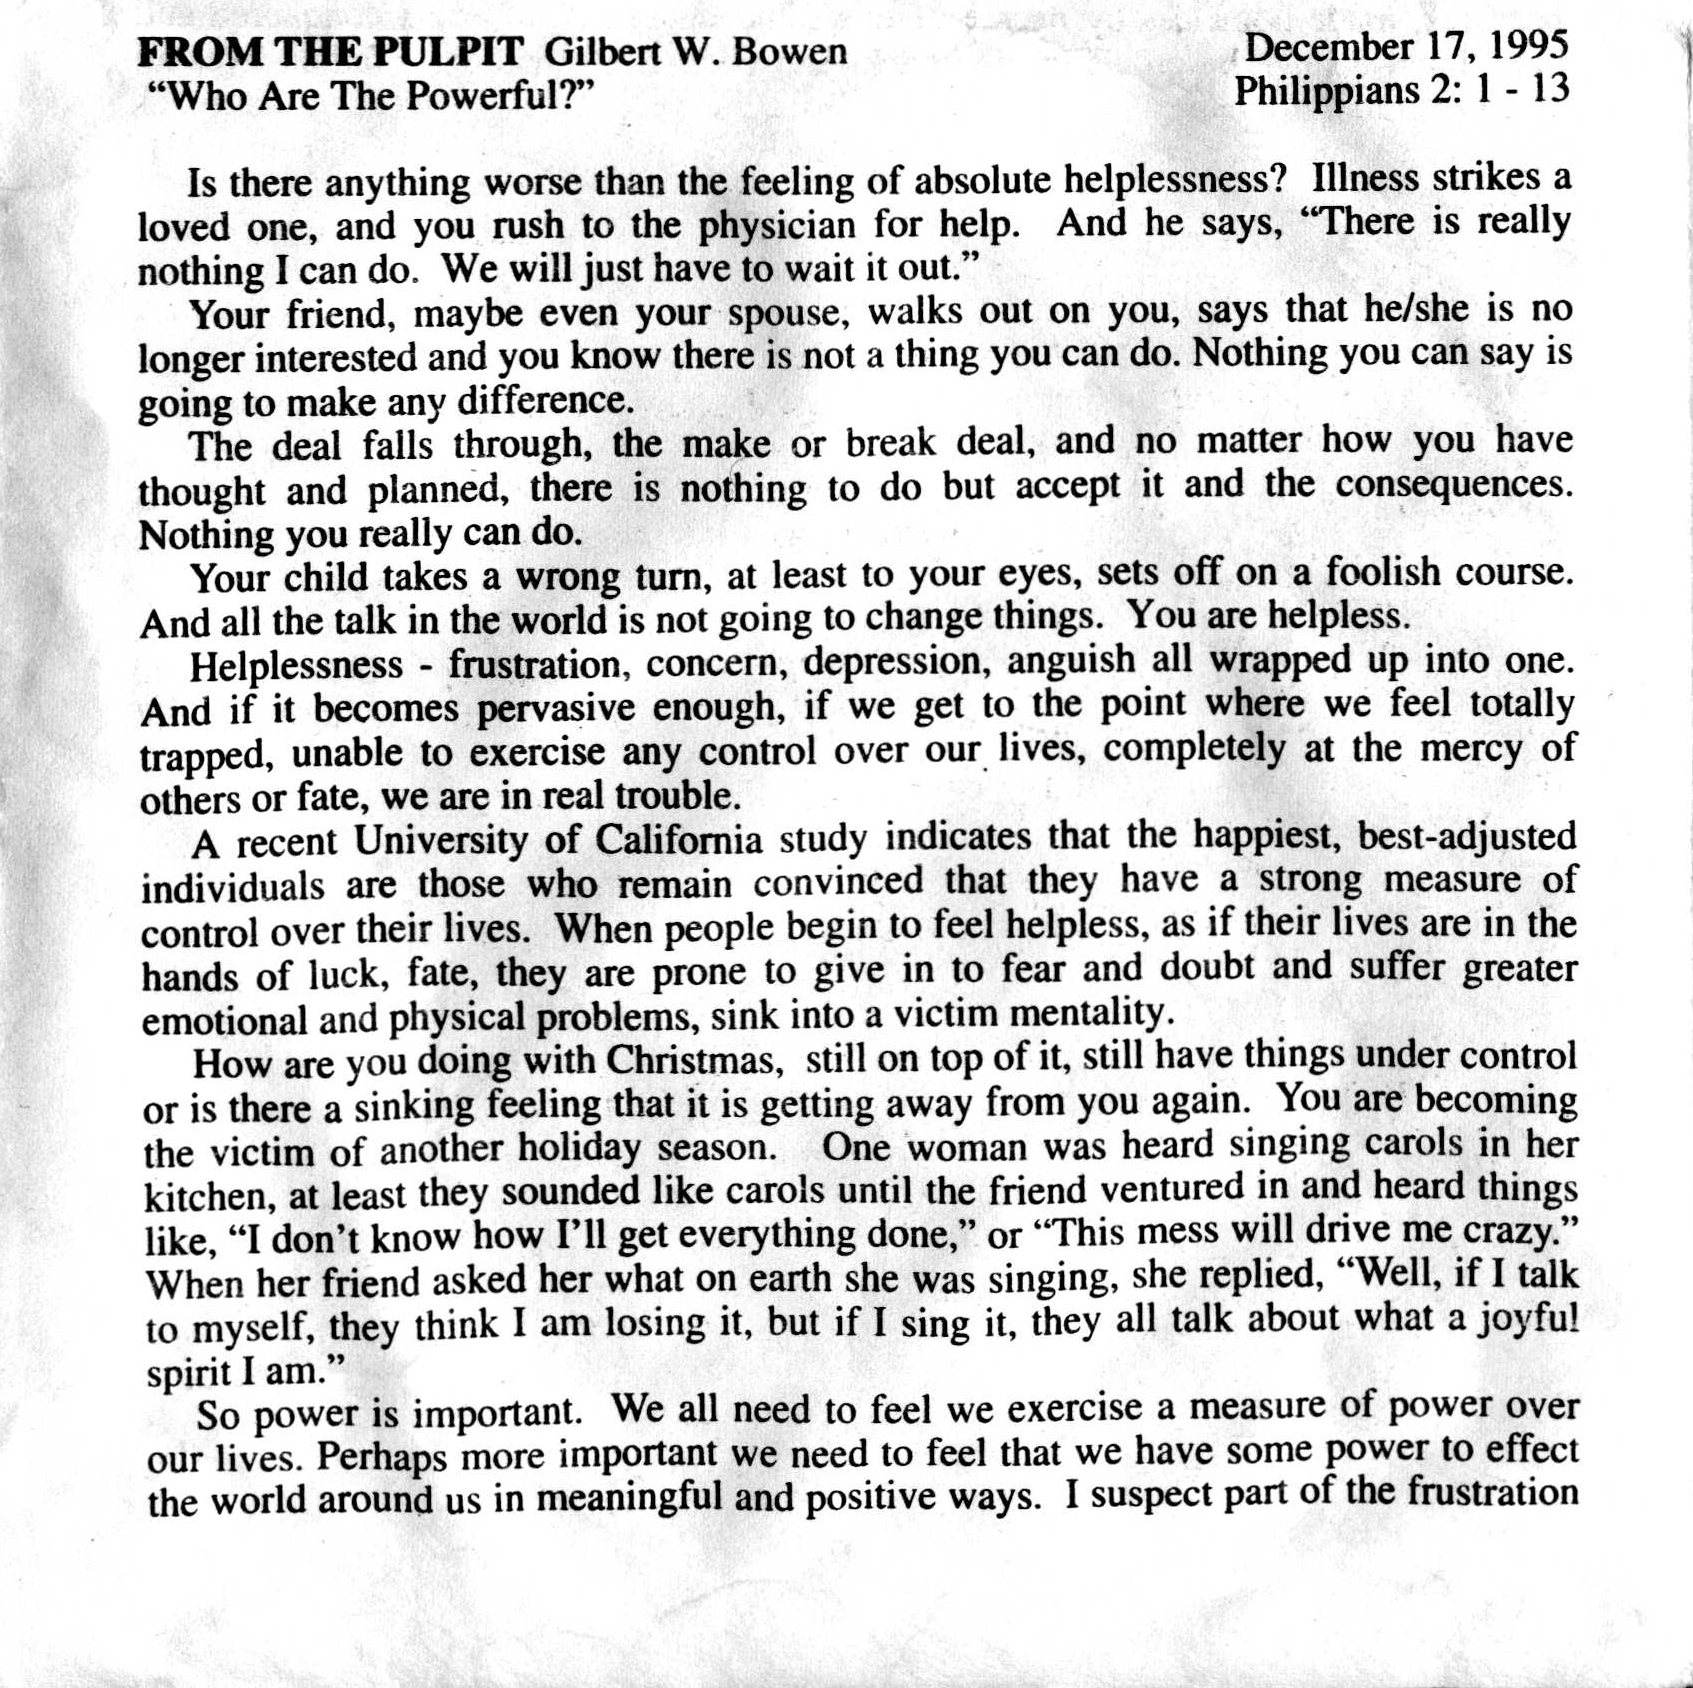 FROM THE PULPIT Gilbert W. Bowen December 17, 1995
“Who Are The Powerful?” Philippians 2: 1 - 13
Is there anything worse than the feeling of absolute helplessness? Illness strikes a
loved one, and you rush to the physician for help. And he says, “There is really
nothing I can do. We will just have to wait it out.”
Your friend, maybe even your spouse, walks out on you, says that he/she is no
longer interested and you know there is not a thing you can do. Nothing you can say is
going to make any difference.
The deal falls through, the make or break deal, and no matter how you have
thought and planned, there is nothing to do but accept it and the consequences.
Nothing you really can do.
Your child takes a wrong turn, at least to your eyes, sets off on a foolish course.
And all the talk in the world is not going to change things. You are helpless.
Helplessness - frustration, concern, depression, anguish all wrapped up into one.
And if it becomes pervasive enough, if we get to the point where we feel totally
trapped, unable to exercise any control over our lives, completely at the mercy of
others or fate, we are in real trouble.
A recent University of California study indicates that the happiest, best-adjusted
individuals are those who remain convinced that they have a strong measure of
control over their lives. When people begin to feel helpless, as if their lives are in the
hands of luck, fate, they are prone to give in to fear and doubt and suffer greater
emotional and physical problems, sink into a victim mentality.
How are you doing with Christmas, still on top of it, still have things under control
or is there a sinking feeling that it is getting away from you again. You are becoming
the victim of another holiday season. One woman was heard singing carols in her
kitchen, at least they sounded like carols until the friend ventured in and heard things
like, “I don’t know how I’ll get everything done,” or “This mess will drive me crazy.”
When her friend asked her what on earth she was singing, she replied, “Well, if I talk
to myself, they think I am losing it, but if I sing it, they all talk about what a joyful
spirit I am.”
So power is important. We all need to feel we exercise a measure of power over
our lives. Perhaps more important we need to feel that we have some power to effect
the world around us in meaningful and positive ways. I suspect part of the frustration